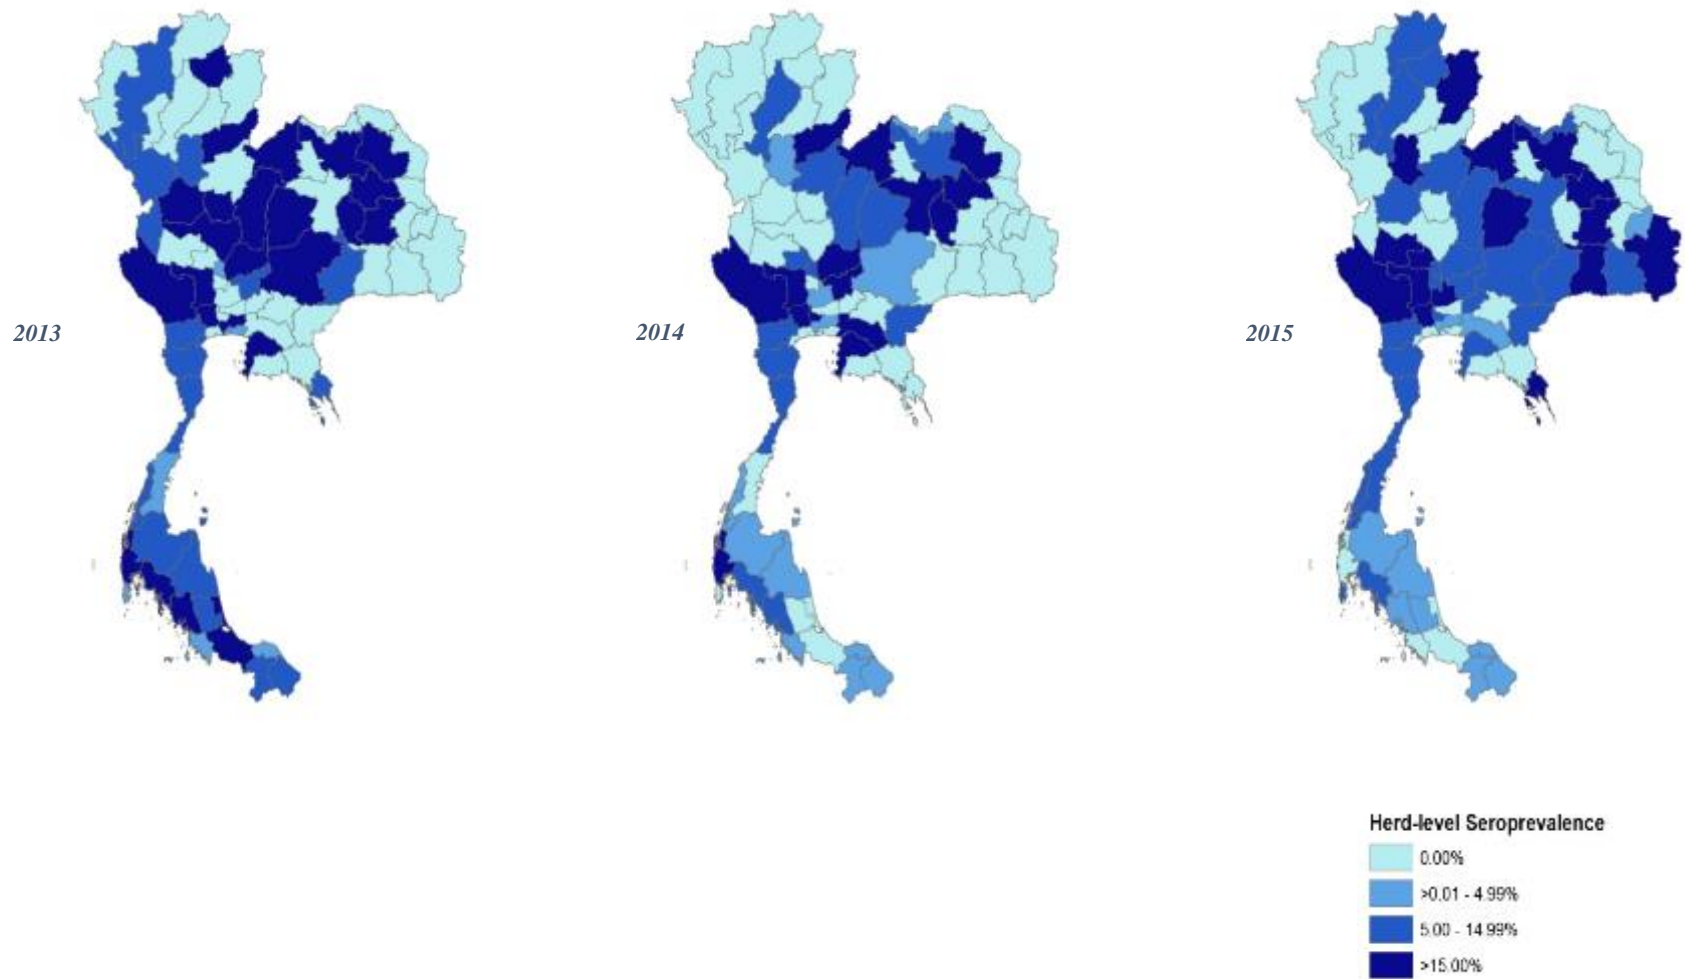 2013
2014
2015
Herd-level Seroprevalence
0.00%
>0.01 - 4.99%
5.00 - 14.99%
>15.00%